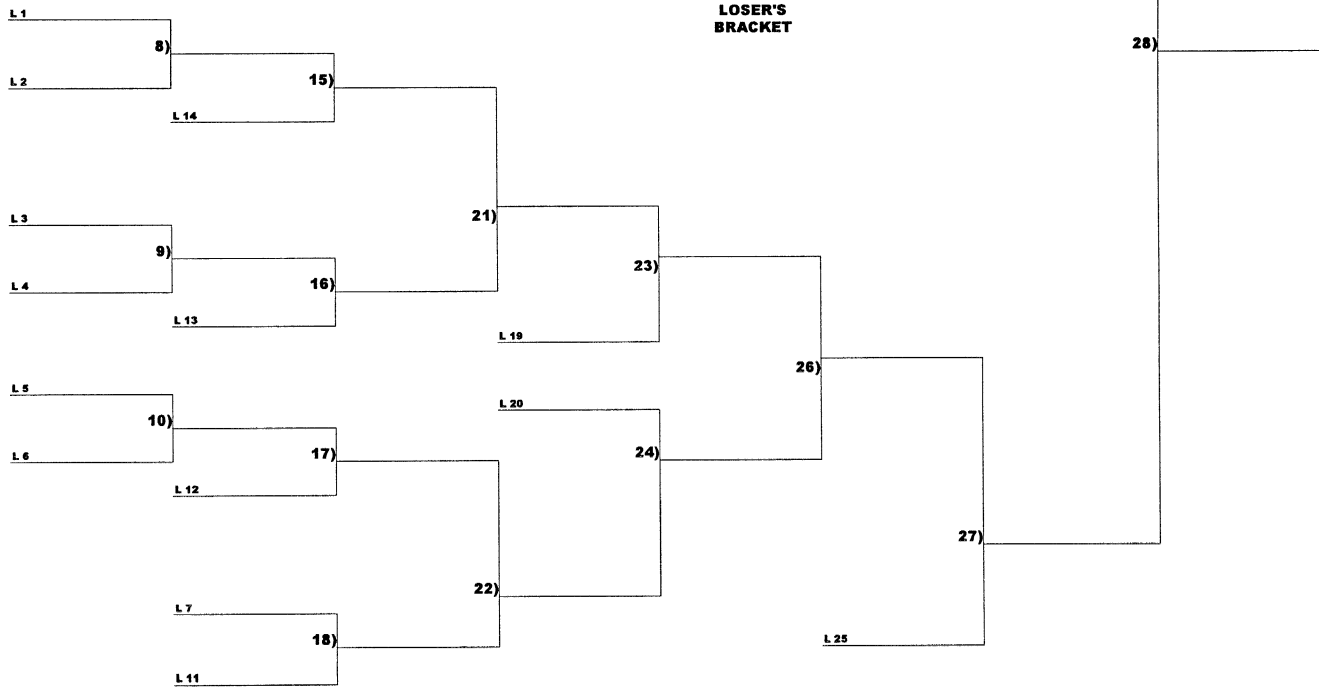 LOSER'S
BRACKET
L 1
8)
L 2
15)
L 14
28)
L 3
9)
L 4
16)
L 13
21)
23)
L 19
L 5
10)
L 6
17)
L 12
L 20
24)
26)
22)
L 7
18)
L 11
27)
L 25